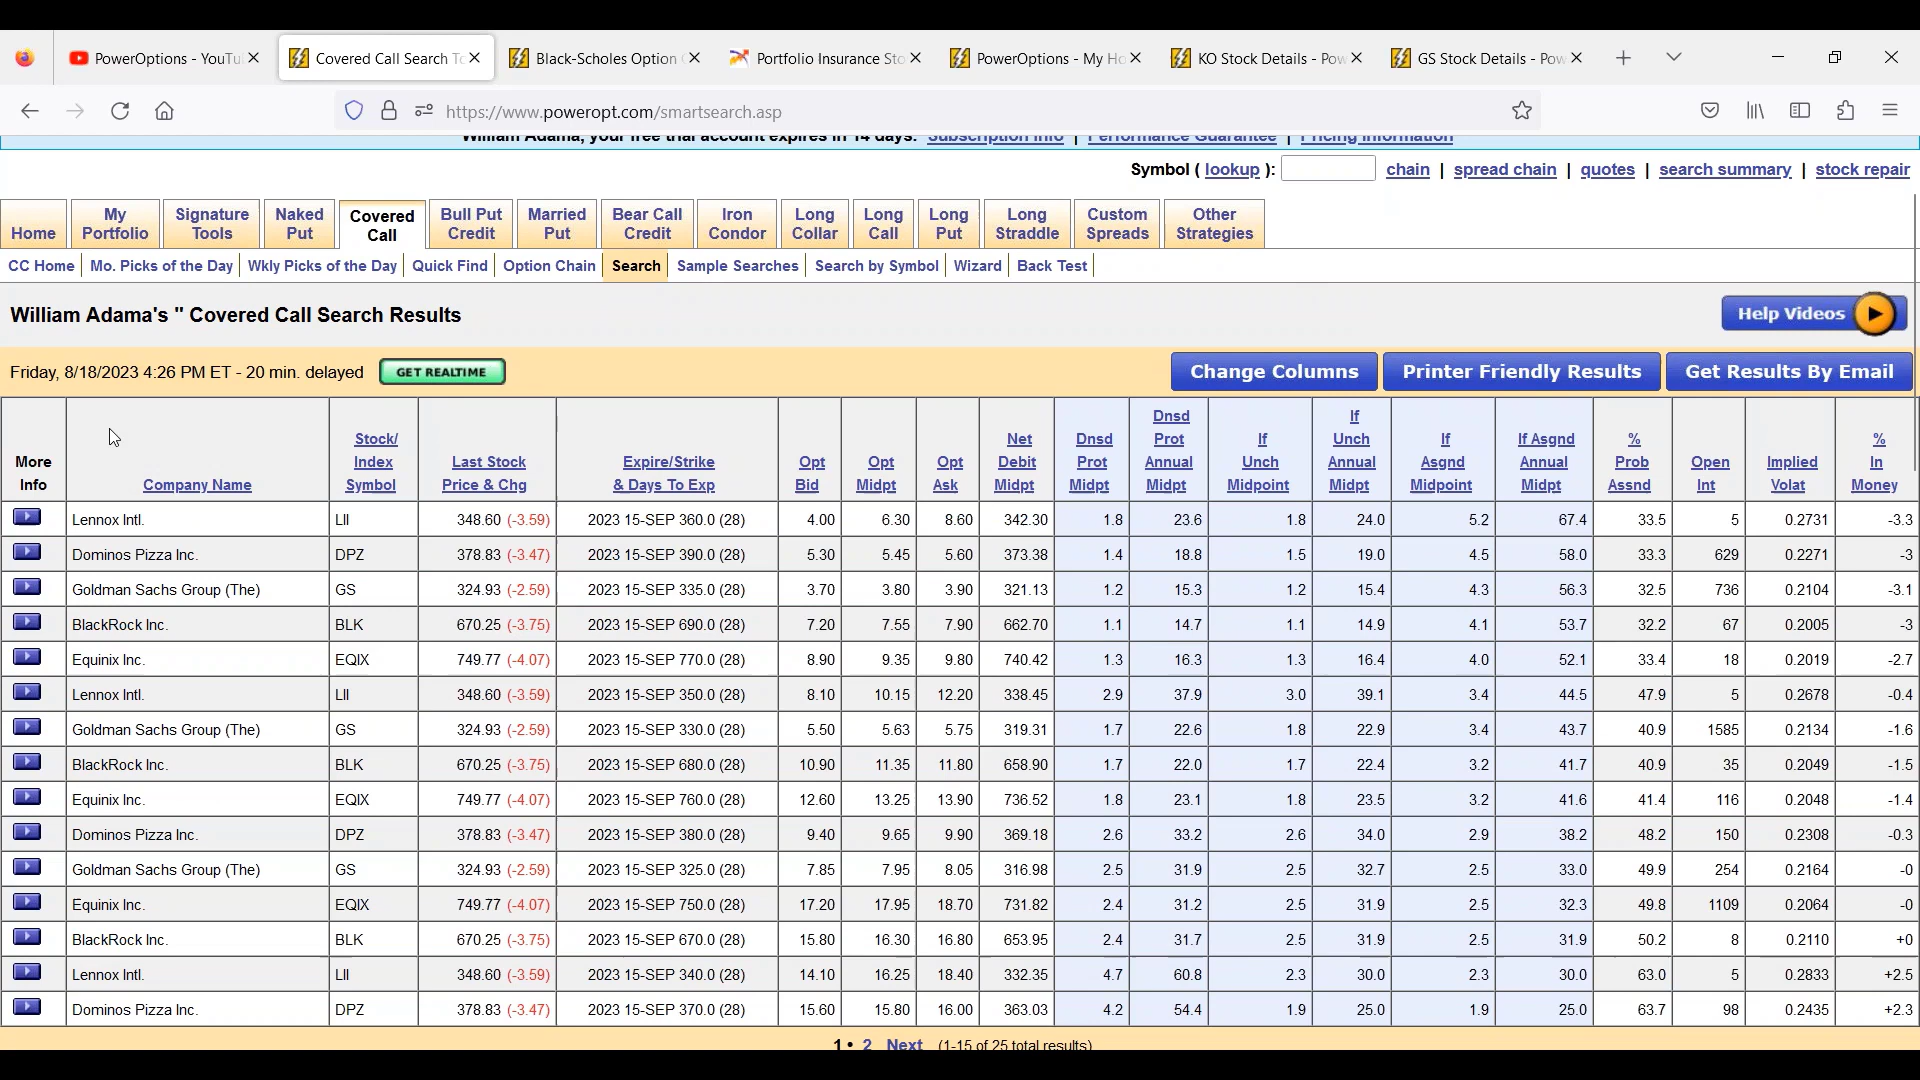 PowerOptions - YouTu
Covered Call Search To
Black-Scholes Option
Portfolio Insurance Sto
PowerOptions - My Ho
KO Stock Details - Pow
GS Stock Details - Pow
https://www.poweropt.com/smartsearch.asp
William Adama, your free trial account expires in 14 days. Subscription Info | Performance Guarantee | Pricing Information
Symbol ( lookup ): chain | spread chain | quotes | search summary | stock repair
Home
My Portfolio
Signature Tools
Naked Put
Covered Call
Bull Put Credit
Married Put
Bear Call Credit
Iron Condor
Long Collar
Long Call
Long Put
Long Straddle
Custom Spreads
Other Strategies
CC Home | Mo. Picks of the Day | Wkly Picks of the Day | Quick Find | Option Chain | Search | Sample Searches | Search by Symbol | Wizard | Back Test
William Adama's " Covered Call Search Results
Help Videos
Friday, 8/18/2023 4:26 PM ET - 20 min. delayed GET REALTIME Change Columns Printer Friendly Results Get Results By Email
More Info
Company Name
Stock/ Index Symbol
Last Stock Price & Chg
Expire/Strike & Days To Exp
Opt Bid
Opt Midpt
Opt Ask
Net Debit Midpt
Dnsd Prot Midpt
Dnsd Prot Annual Midpt
If Unch Midpoint
If Unch Annual Midpt
If Asgnd Midpoint
If Asgnd Annual Midpt
% Prob Assnd
Open Int
Implied Volat
% In Money
Lennox Intl. LII 348.60 (-3.59) 2023 15-SEP 360.0 (28) 4.00 6.30 8.60 342.30 1.8 23.6 1.8 24.0 5.2 67.4 33.5 5 0.2731 -3.3
Dominos Pizza Inc. DPZ 378.83 (-3.47) 2023 15-SEP 390.0 (28) 5.30 5.45 5.60 373.38 1.4 18.8 1.5 19.0 4.5 58.0 33.3 629 0.2271 -3
Goldman Sachs Group (The) GS 324.93 (-2.59) 2023 15-SEP 335.0 (28) 3.70 3.80 3.90 321.13 1.2 15.3 1.2 15.4 4.3 56.3 32.5 736 0.2104 -3.1
BlackRock Inc. BLK 670.25 (-3.75) 2023 15-SEP 690.0 (28) 7.20 7.55 7.90 662.70 1.1 14.7 1.1 14.9 4.1 53.7 32.2 67 0.2005 -3
Equinix Inc. EQIX 749.77 (-4.07) 2023 15-SEP 770.0 (28) 8.90 9.35 9.80 740.42 1.3 16.3 1.3 16.4 4.0 52.1 33.4 18 0.2019 -2.7
Lennox Intl. LII 348.60 (-3.59) 2023 15-SEP 350.0 (28) 8.10 10.15 12.20 338.45 2.9 37.9 3.0 39.1 3.4 44.5 47.9 5 0.2678 -0.4
Goldman Sachs Group (The) GS 324.93 (-2.59) 2023 15-SEP 330.0 (28) 5.50 5.63 5.75 319.31 1.7 22.6 1.8 22.9 3.4 43.7 40.9 1585 0.2134 -1.6
BlackRock Inc. BLK 670.25 (-3.75) 2023 15-SEP 680.0 (28) 10.90 11.35 11.80 658.90 1.7 22.0 1.7 22.4 3.2 41.7 40.9 35 0.2049 -1.5
Equinix Inc. EQIX 749.77 (-4.07) 2023 15-SEP 760.0 (28) 12.60 13.25 13.90 736.52 1.8 23.1 1.8 23.5 3.2 41.6 41.4 116 0.2048 -1.4
Dominos Pizza Inc. DPZ 378.83 (-3.47) 2023 15-SEP 380.0 (28) 9.40 9.65 9.90 369.18 2.6 33.2 2.6 34.0 2.9 38.2 48.2 150 0.2308 -0.3
Goldman Sachs Group (The) GS 324.93 (-2.59) 2023 15-SEP 325.0 (28) 7.85 7.95 8.05 316.98 2.5 31.9 2.5 32.7 2.5 33.0 49.9 254 0.2164 -0
Equinix Inc. EQIX 749.77 (-4.07) 2023 15-SEP 750.0 (28) 17.20 17.95 18.70 731.82 2.4 31.2 2.5 31.9 2.5 32.3 49.8 1109 0.2064 -0
BlackRock Inc. BLK 670.25 (-3.75) 2023 15-SEP 670.0 (28) 15.80 16.30 16.80 653.95 2.4 31.7 2.5 31.9 2.5 31.9 50.2 8 0.2110 +0
Lennox Intl. LII 348.60 (-3.59) 2023 15-SEP 340.0 (28) 14.10 16.25 18.40 332.35 4.7 60.8 2.3 30.0 2.3 30.0 63.0 5 0.2833 +2.5
Dominos Pizza Inc. DPZ 378.83 (-3.47) 2023 15-SEP 370.0 (28) 15.60 15.80 16.00 363.03 4.2 54.4 1.9 25.0 1.9 25.0 63.7 98 0.2435 +2.3
1 • 2 Next (1-15 of 25 total results)